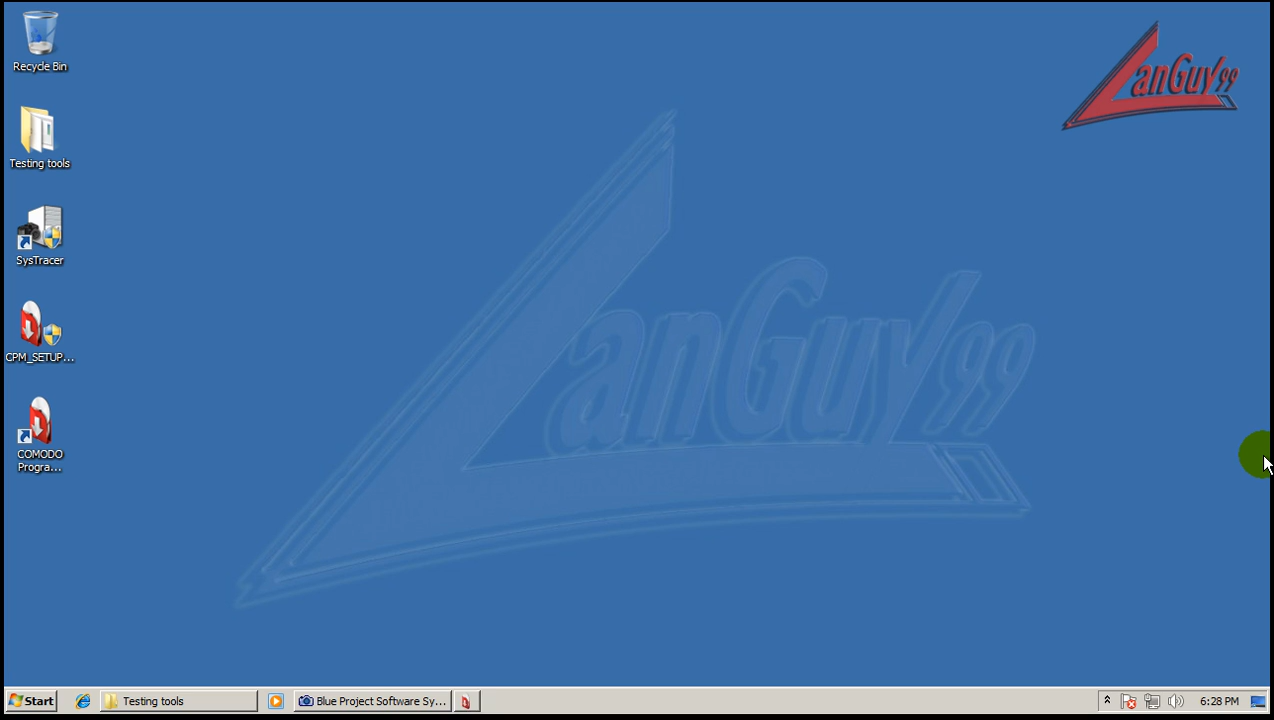 Recycle Bin
Testing tools
SysTracer
CPM_SETUP...
COMODO
Progra...
LanGuy99
LanGuy99
Start
Testing tools
Blue Project Software Sy...
6:28 PM